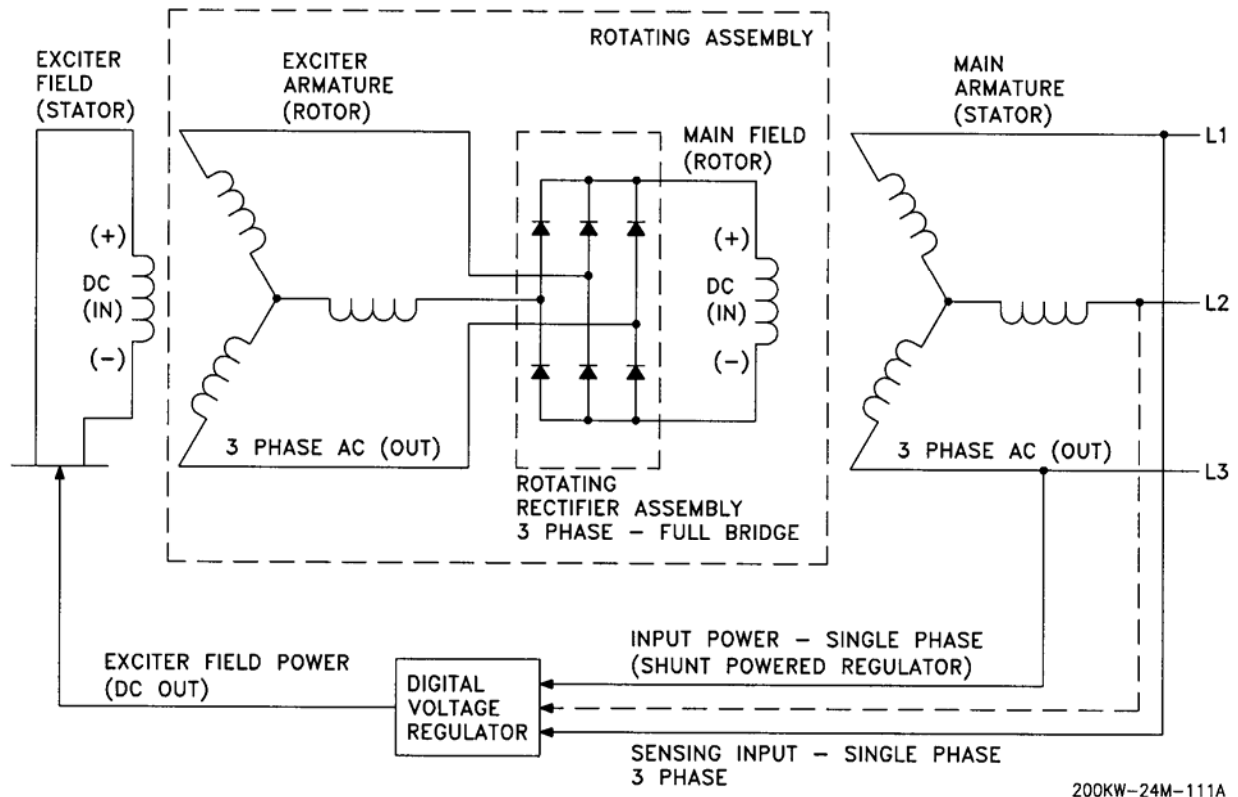 ROTATING ASSEMBLY
EXCITER
FIELD
(STATOR)
EXCITER
ARMATURE
(ROTOR)
MAIN
ARMATURE
(STATOR)
MAIN FIELD
(ROTOR)
L1
(+)
DC
(IN)
(-)
(+)
DC
(IN)
(-)
L2
3 PHASE AC (OUT)
3 PHASE AC (OUT)
L3
ROTATING
RECTIFIER ASSEMBLY
3 PHASE - FULL BRIDGE
INPUT POWER - SINGLE PHASE
(SHUNT POWERED REGULATOR)
EXCITER FIELD POWER
(DC OUT)
DIGITAL
VOLTAGE
REGULATOR
SENSING INPUT - SINGLE PHASE
3 PHASE
200KW-24M-111A